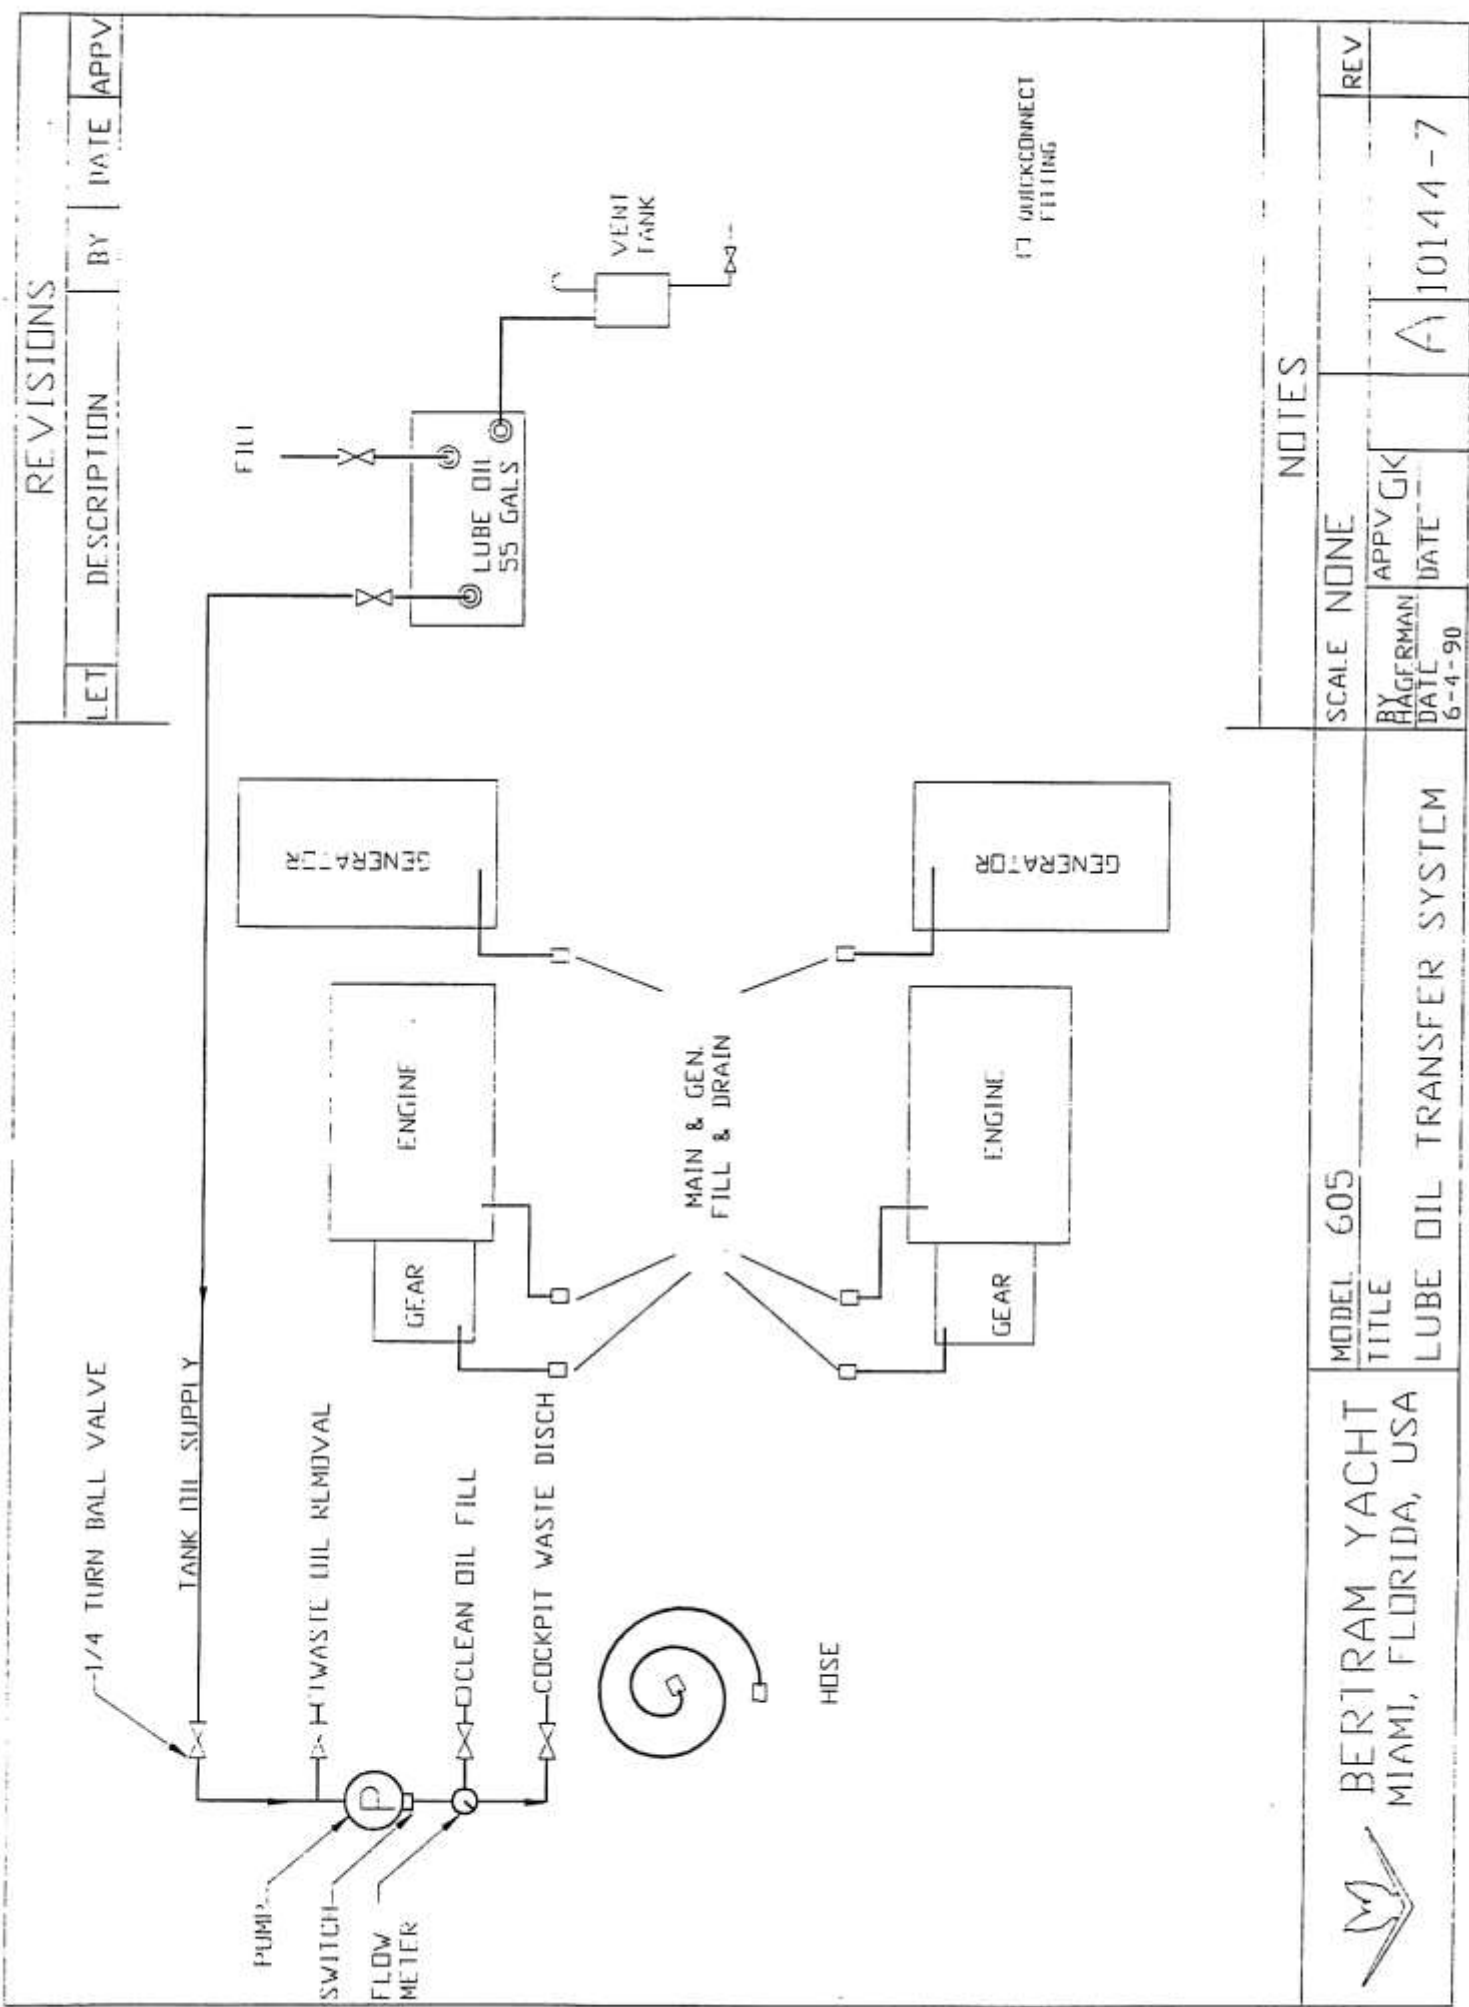 REVISIONS
LET DESCRIPTION BY DATE APPV
1/4 TURN BALL VALVE
TANK OIL SUPPLY
WASTE OIL REMOVAL
CLEAN OIL FILL
COCKPIT WASTE DISCH
PUMP
P
SWITCH
FLOW
METER
HOSE
GEAR
ENGINE
GENERATOR
MAIN & GEN.
FILL & DRAIN
GEAR
ENGINE
GENERATOR
FILL
LUBE OIL
55 GALS
VENT
TANK
QUICKCONNECT
FITTING
NOTES
BERTRAM YACHT
MIAMI, FLORIDA, USA
MODEL 605
TITLE
LUBE OIL TRANSFER SYSTEM
SCALE NONE
BY
HAGERMAN
APPV GK
DATE
6-4-90
DATE
A
10144-7
REV